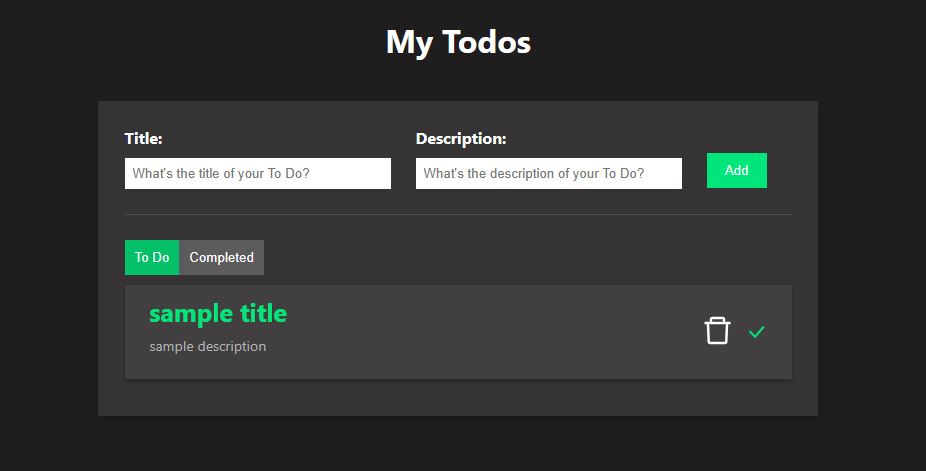 My Todos
Title:
Description:
What's the title of your To Do?
What's the description of your To Do?
Add
To Do
Completed
sample title
sample description